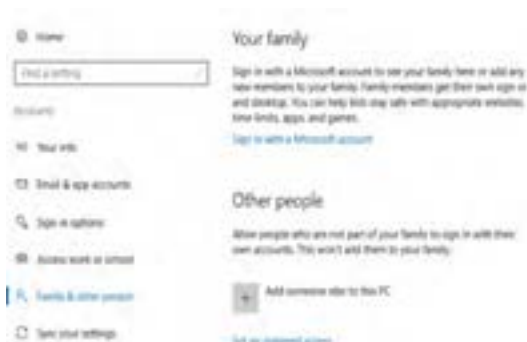 Home
Find a setting
Accounts
Your info
Email & app accounts
Sign-in options
Access work or school
Family & other people
Sync your settings
Your family
Sign in with a Microsoft account to see your family here or add any
new members to your family. Family members get their own sign-in
and desktop. You can help kids stay safe with appropriate websites,
time limits, apps, and games.
Sign in with a Microsoft account
Other people
Allow people who are not part of your family to sign in with their
own accounts. This won't add them to your family.
Add someone else to this PC